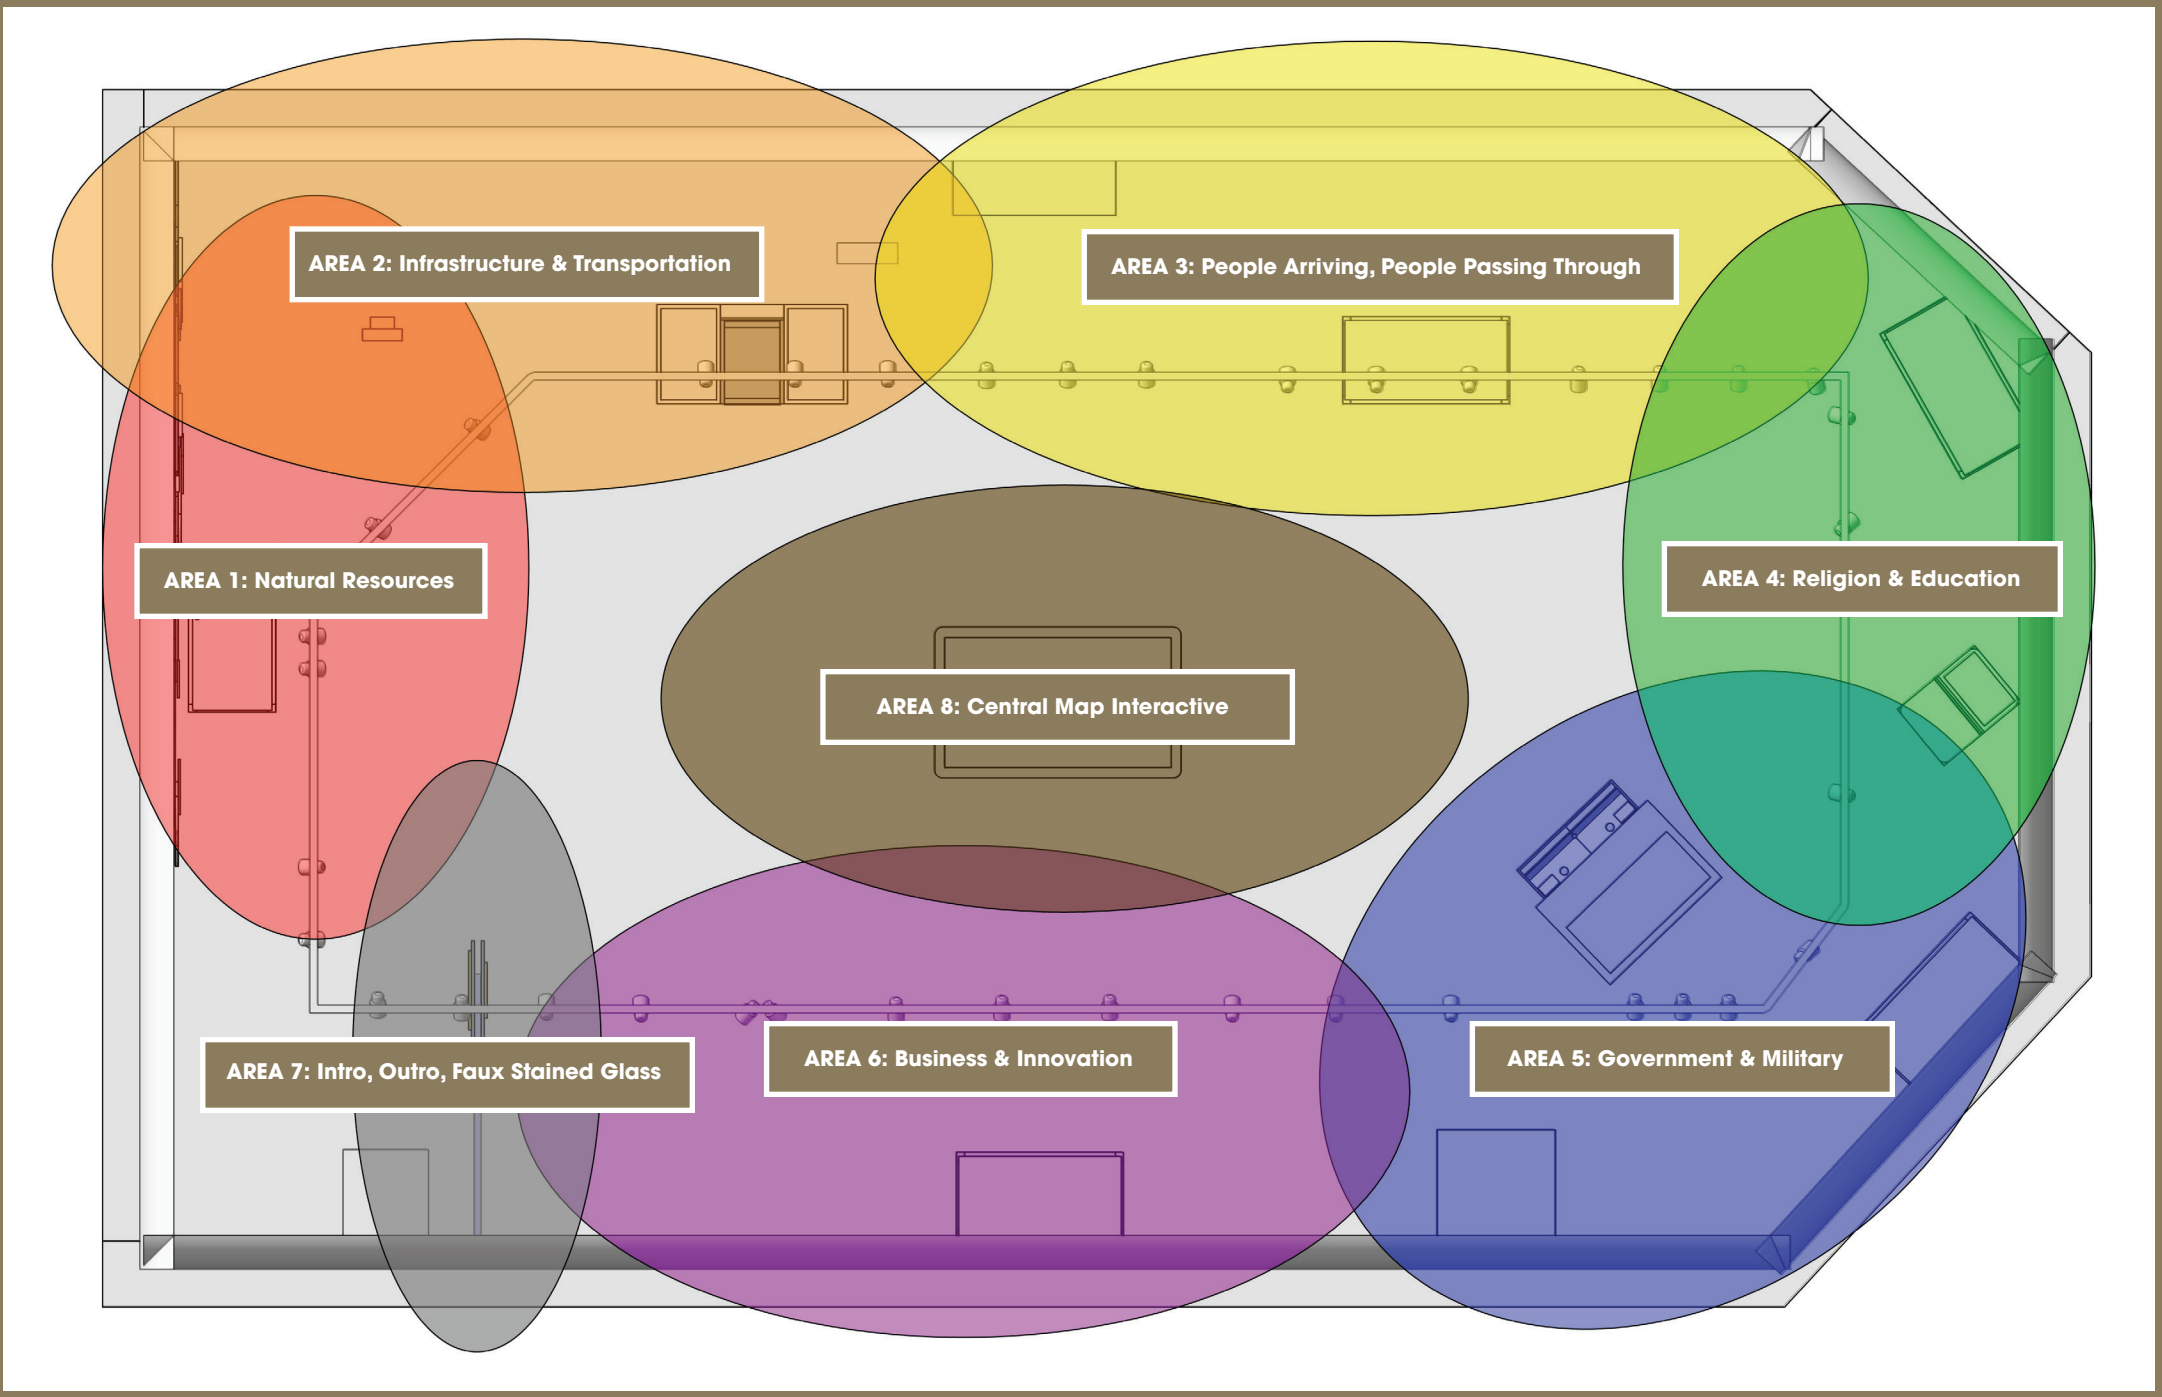 AREA 2: Infrastructure & Transportation
AREA 3: People Arriving, People Passing Through
AREA 1: Natural Resources
AREA 4: Religion & Education
AREA 8: Central Map Interactive
AREA 7: Intro, Outro, Faux Stained Glass
AREA 6: Business & Innovation
AREA 5: Government & Military